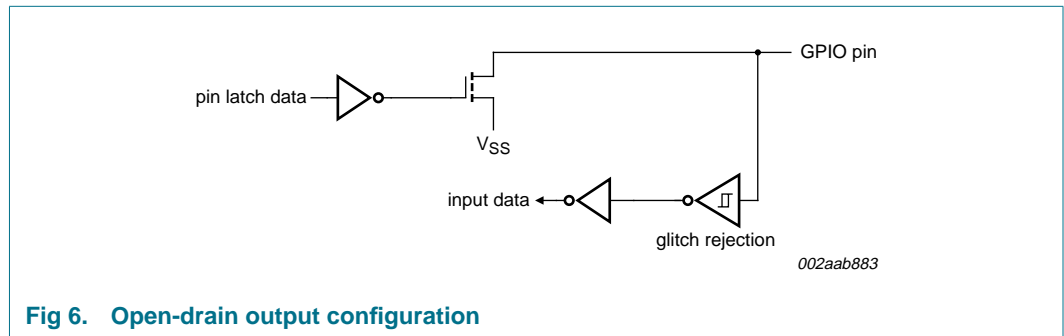 GPIO pin
pin latch data
VSS
input data
glitch rejection
002aab883
Fig 6. Open-drain output configuration